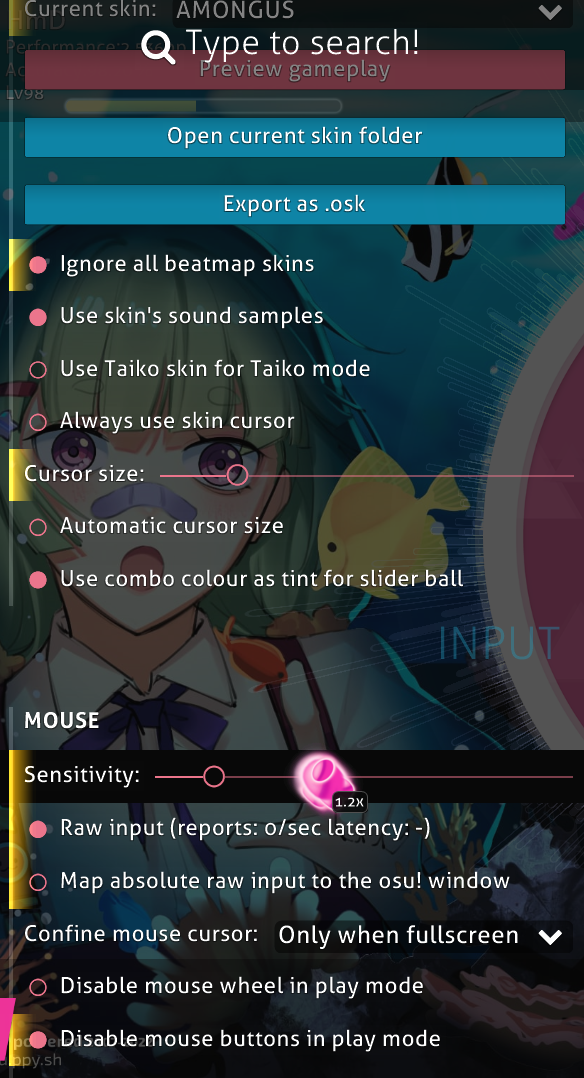 Current skin: AMONGUS
Type to search!
Preview gameplay
Lv98
Open current skin folder
Export as .osk
Ignore all beatmap skins
Use skin's sound samples
Use Taiko skin for Taiko mode
Always use skin cursor
Cursor size:
Automatic cursor size
Use combo colour as tint for slider ball
INPUT
MOUSE
Sensitivity:
1.2x
Raw input (reports: 0/sec latency: -)
Map absolute raw input to the osu! window
Confine mouse cursor: Only when fullscreen
Disable mouse wheel in play mode
Disable mouse buttons in play mode
ppy.sh